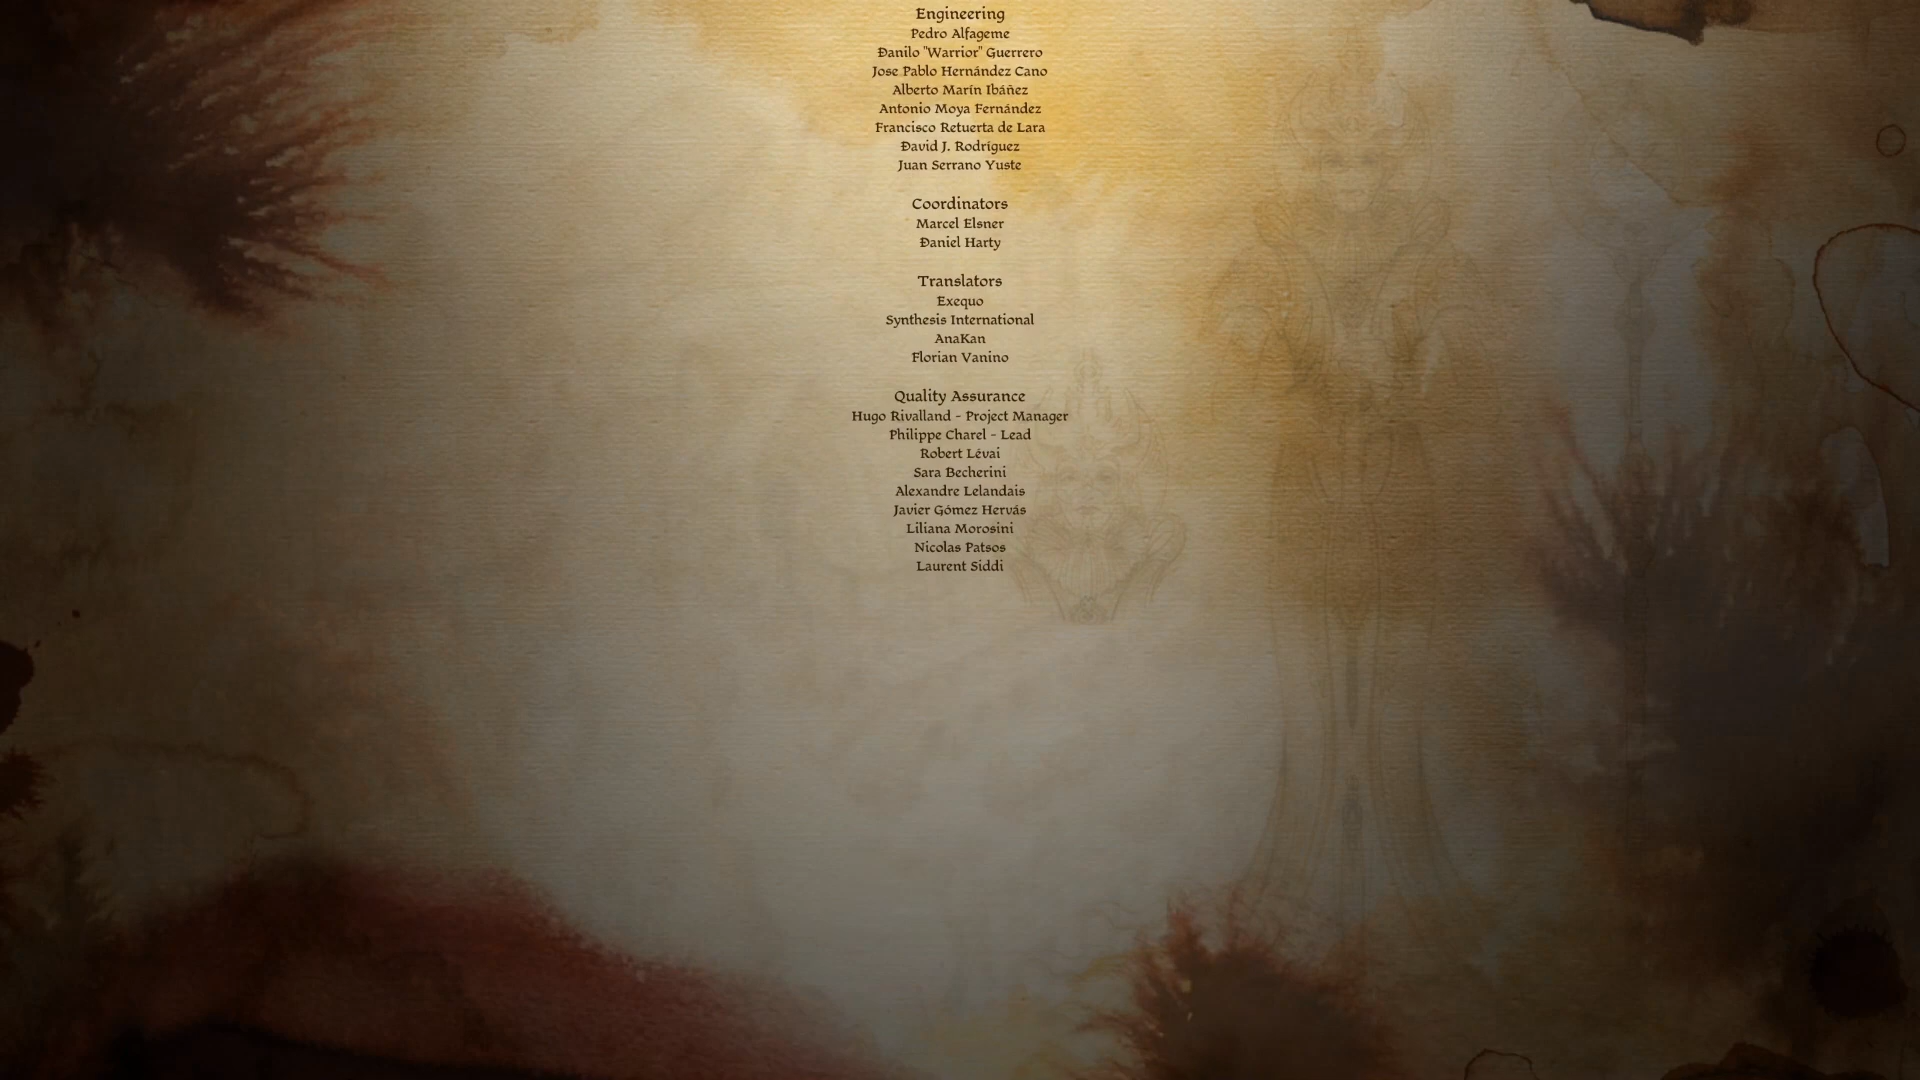 Engineering
Pedro Alfageme
Danilo "Warrior" Guerrero
Jose Pablo Hernández Cano
Alberto Marín Ibáñez
Antonio Moya Fernández
Francisco Retuerta de Lara
David J. Rodríguez
Juan Serrano Yuste
Coordinators
Marcel Elsner
Daniel Harty
Translators
Exequo
Synthesis International
AnaKan
Florian Vanino
Quality Assurance
Hugo Rivalland - Project Manager
Philippe Charel - Lead
Robert Lévai
Sara Becherini
Alexandre Lelandais
Javier Gómez Hervás
Liliana Morosini
Nicolas Patsos
Laurent Siddi